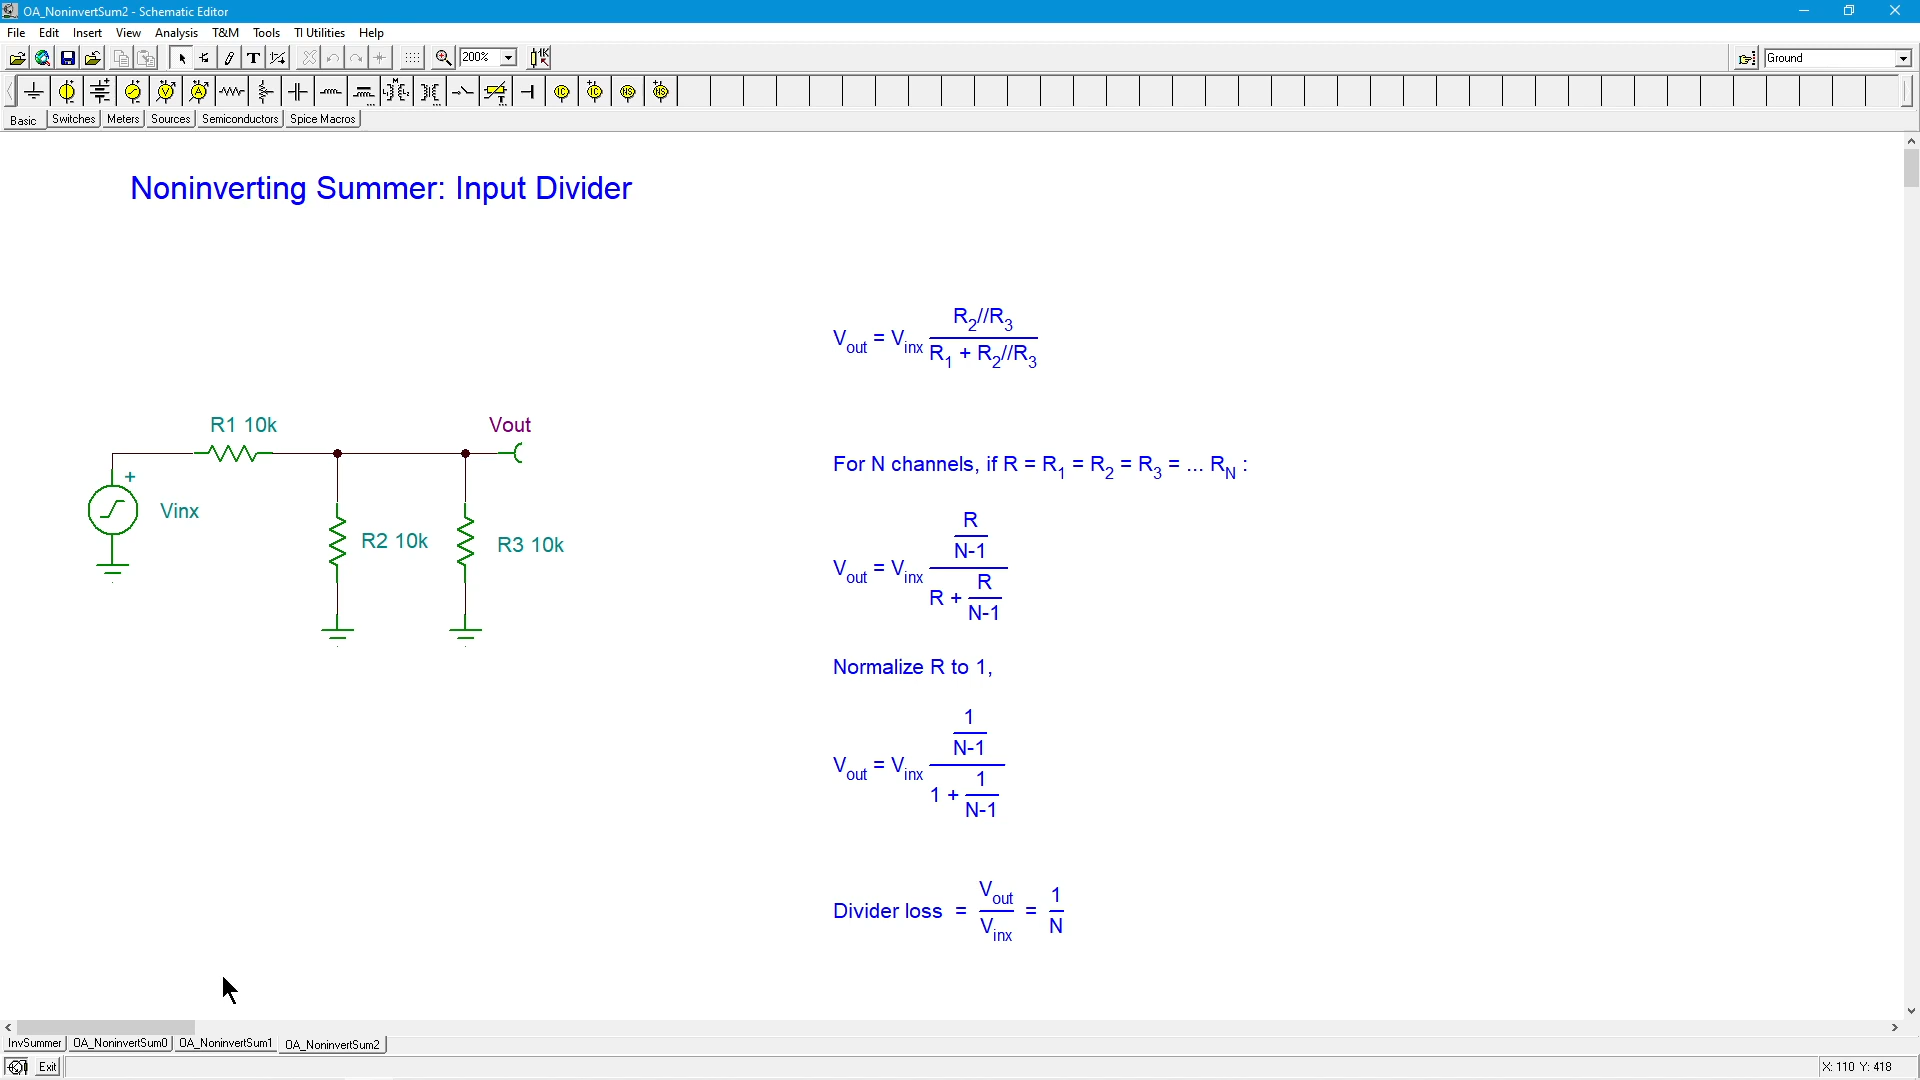 OA_NoninvertSum2 - Schematic Editor
File Edit Insert View Analysis T&M Tools TI Utilities Help
200% 1K Ground
Basic Switches Meters Sources Semiconductors Spice Macros
Noninverting Summer: Input Divider
Vout = Vinx R2//R3
R1 + R2//R3
R1 10k
Vout
+
Vinx
R2 10k
R3 10k
For N channels, if R = R1 = R2 = R3 = ... RN :
R
N-1
Vout = Vinx
R + R
N-1
Normalize R to 1,
1
N-1
Vout = Vinx
1 + 1
N-1
Divider loss = Vout = 1
Vinx N
InvSummer OA_NoninvertSum0 OA_NoninvertSum1 OA_NoninvertSum2
Exit
X: 110 Y: 418